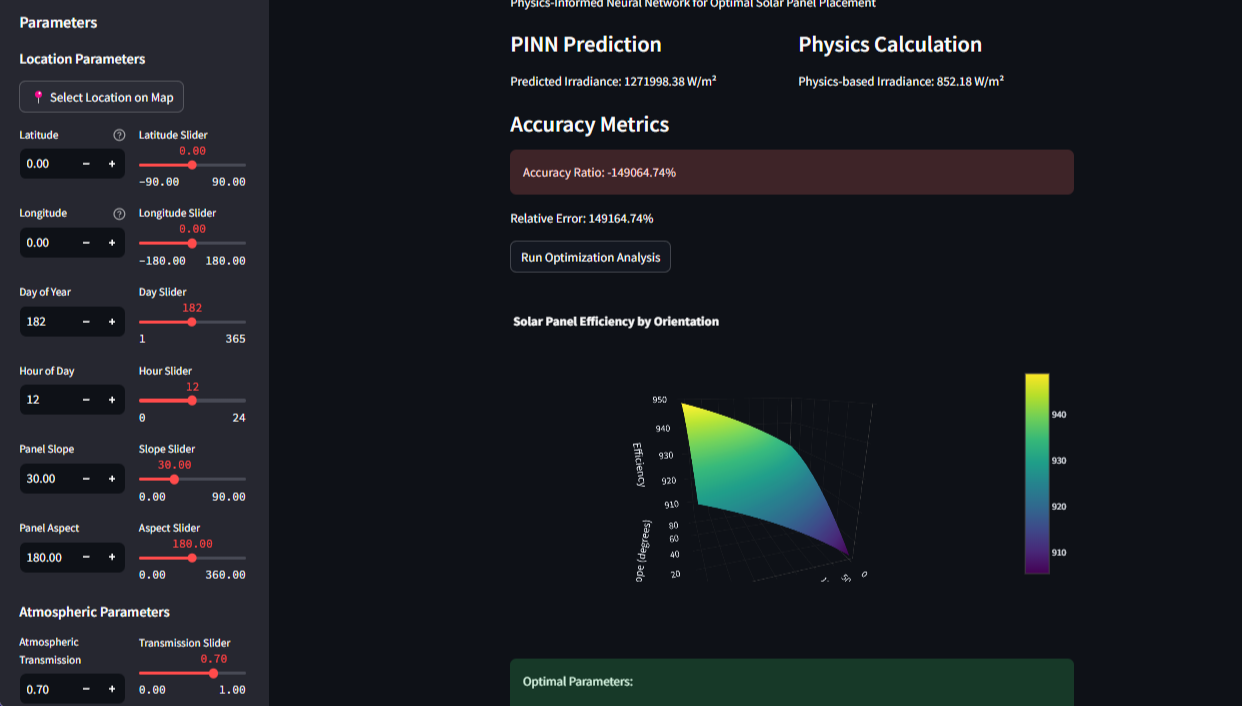 Parameters
Location Parameters
Select Location on Map
Latitude
Latitude Slider
0.00
0.00 − +
-90.00 90.00
Longitude
Longitude Slider
0.00
0.00 − +
-180.00 180.00
Day of Year
Day Slider
182
182 − +
1 365
Hour of Day
Hour Slider
12
12 − +
0 24
Panel Slope
Slope Slider
30.00
30.00 − +
0.00 90.00
Panel Aspect
Aspect Slider
180.00
180.00 − +
0.00 360.00
Atmospheric Parameters
Atmospheric
Transmission
Transmission Slider
0.70
0.70 − +
0.00 1.00
Physics-Informed Neural Network for Optimal Solar Panel Placement
PINN Prediction
Predicted Irradiance: 1271998.38 W/m²
Physics Calculation
Physics-based Irradiance: 852.18 W/m²
Accuracy Metrics
Accuracy Ratio: -149064.74%
Relative Error: 149164.74%
Run Optimization Analysis
Solar Panel Efficiency by Orientation
950
940
930
920
910
Efficiency
80
60
40
20
ope (degrees)
50
0
940
930
920
910
Optimal Parameters: